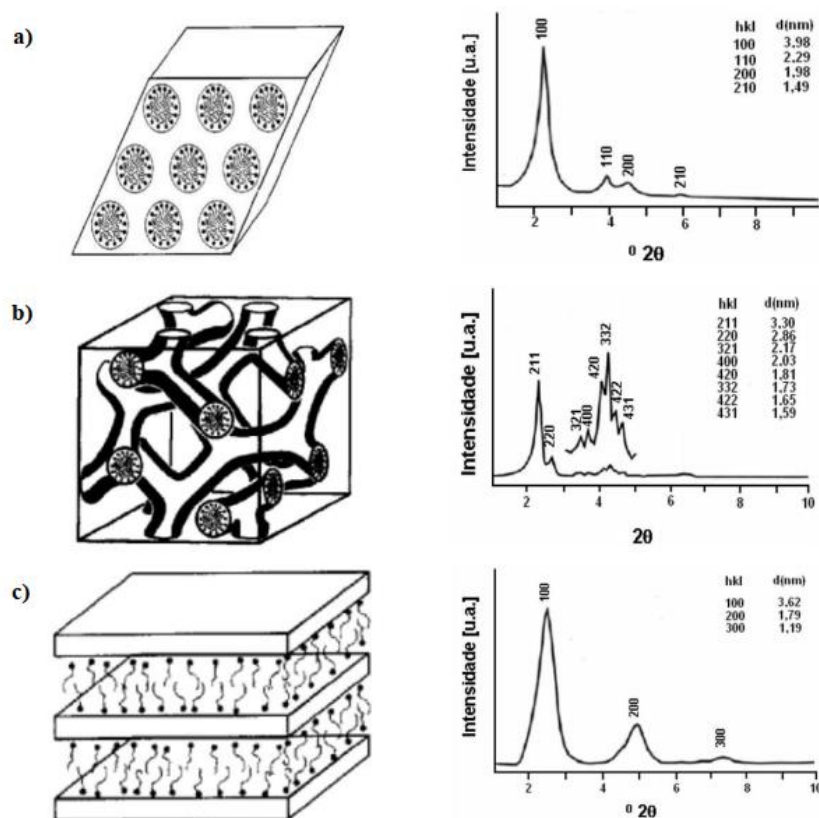 a)
Intensidade [u.a.]
100
110
200
210
hkl d(nm)
100 3.98
110 2.29
200 1,98
210 1,49
2 4 6 8
º 2θ
b)
Intensidade [u.a.]
211
220
321
400
420
332
422
431
hkl d(nm)
211 3.30
220 2.86
321 2.17
400 2.03
420 1.81
332 1.73
422 1.65
431 1,59
2 4 6 8 10
2θ
c)
Intensidade [u.a.]
100
200
300
hkl d(nm)
100 3.62
200 1,79
300 1,19
2 4 6 8 10
º 2θ